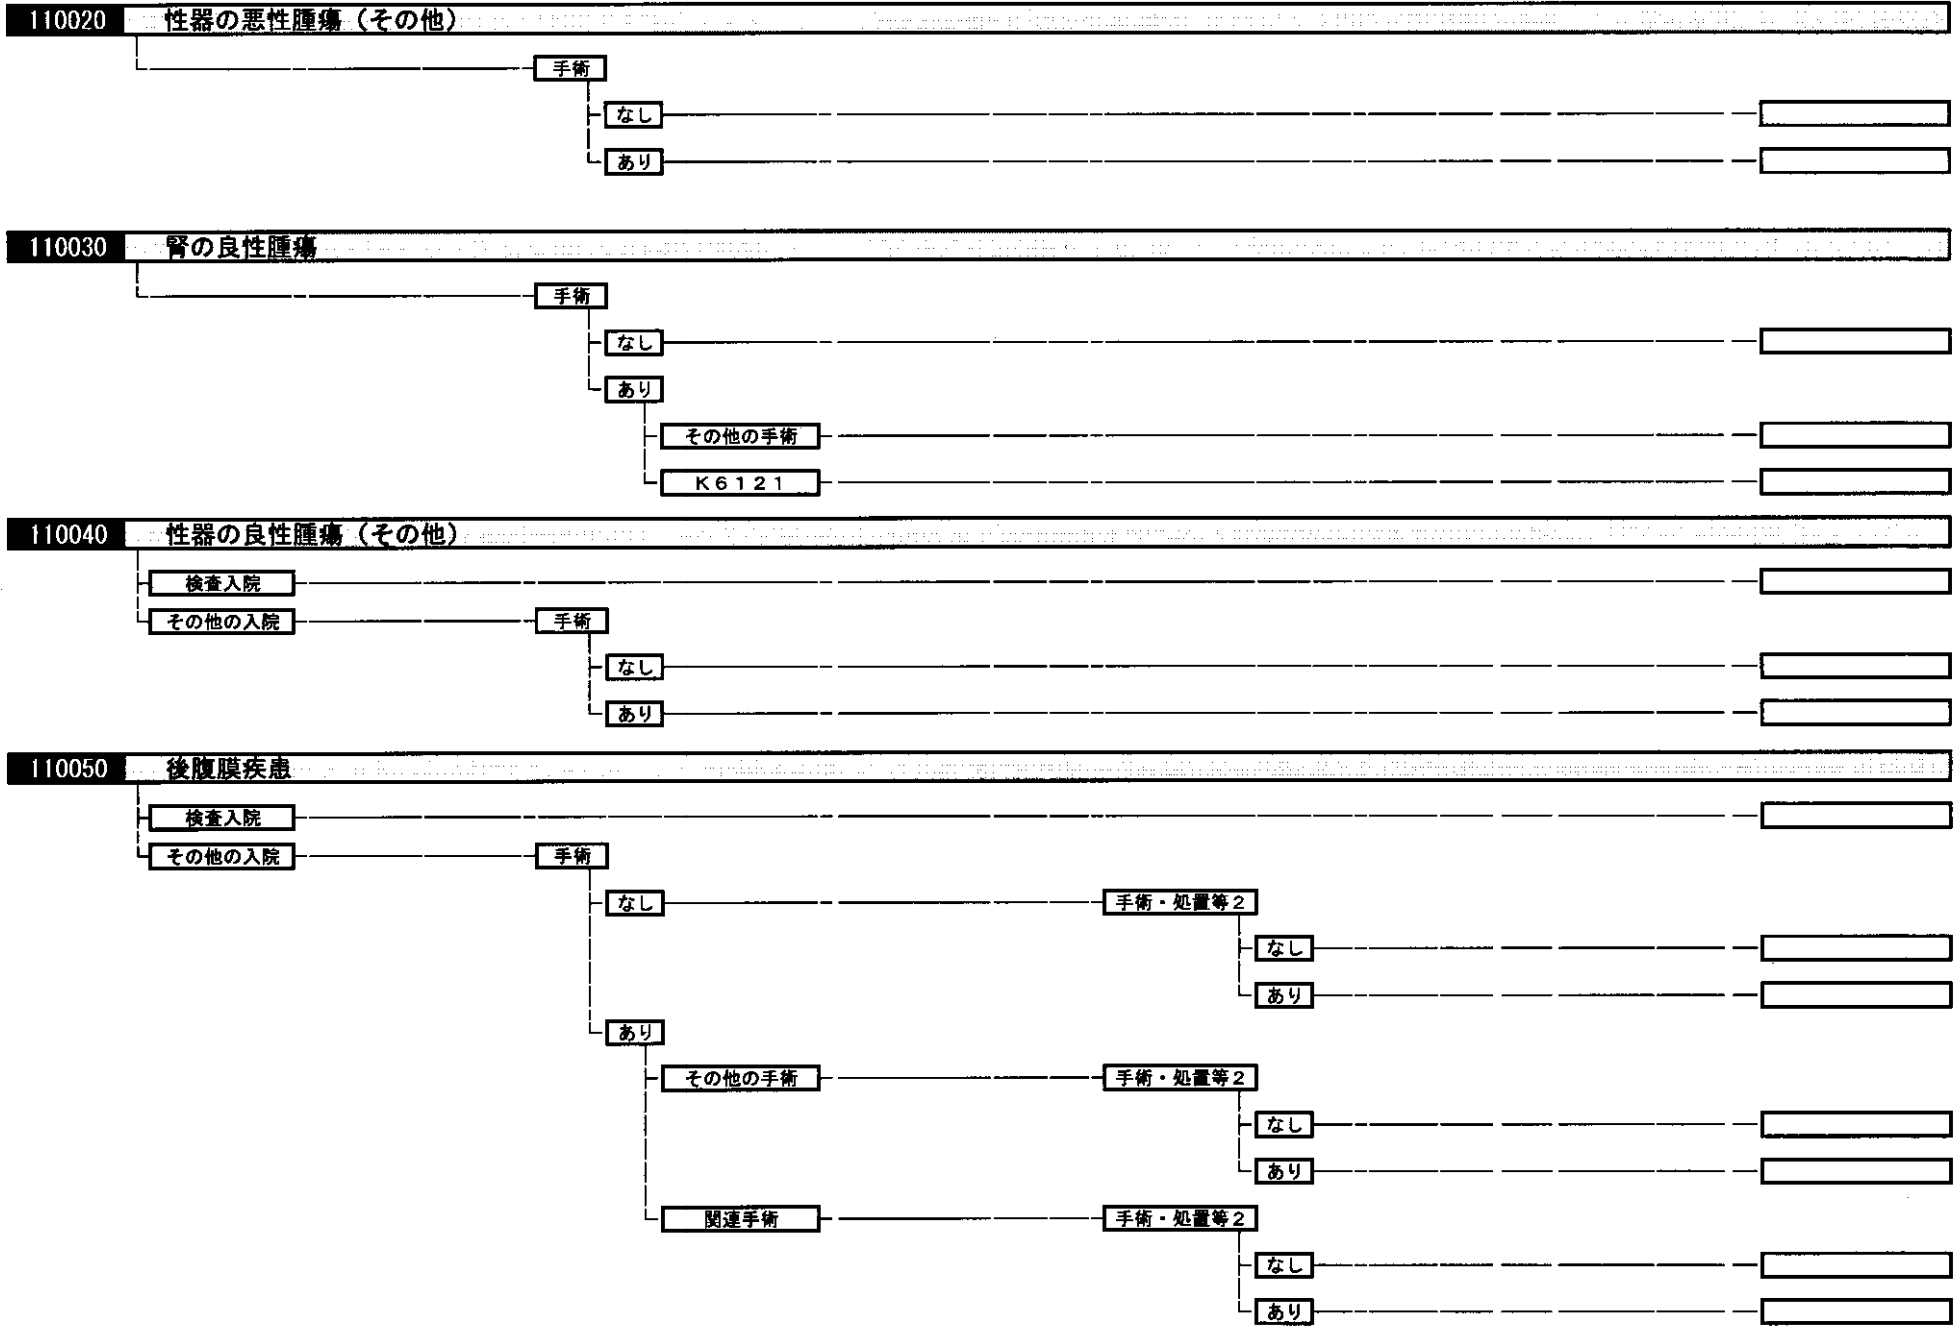 110020 性器の悪性腫瘍（その他）
手術
なし
あり
110030 腎の良性腫瘍
手術
なし
あり
その他の手術
K6121
110040 性器の良性腫瘍（その他）
検査入院
その他の入院 手術
なし
あり
110050 後腹膜疾患
検査入院
その他の入院 手術
なし 手術・処置等2
なし
あり
あり
その他の手術 手術・処置等2
なし
あり
関連手術 手術・処置等2
なし
あり